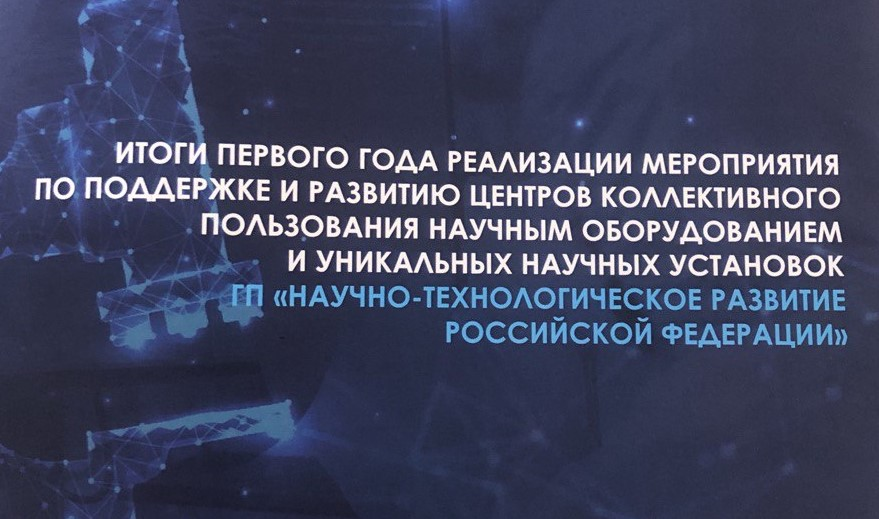 ИТОГИ ПЕРВОГО ГОДА РЕАЛИЗАЦИИ МЕРОПРИЯТИЯ
ПО ПОДДЕРЖКЕ И РАЗВИТИЮ ЦЕНТРОВ КОЛЛЕКТИВНОГО
ПОЛЬЗОВАНИЯ НАУЧНЫМ ОБОРУДОВАНИЕМ
И УНИКАЛЬНЫХ НАУЧНЫХ УСТАНОВОК
ГП «НАУЧНО-ТЕХНОЛОГИЧЕСКОЕ РАЗВИТИЕ
РОССИЙСКОЙ ФЕДЕРАЦИИ»